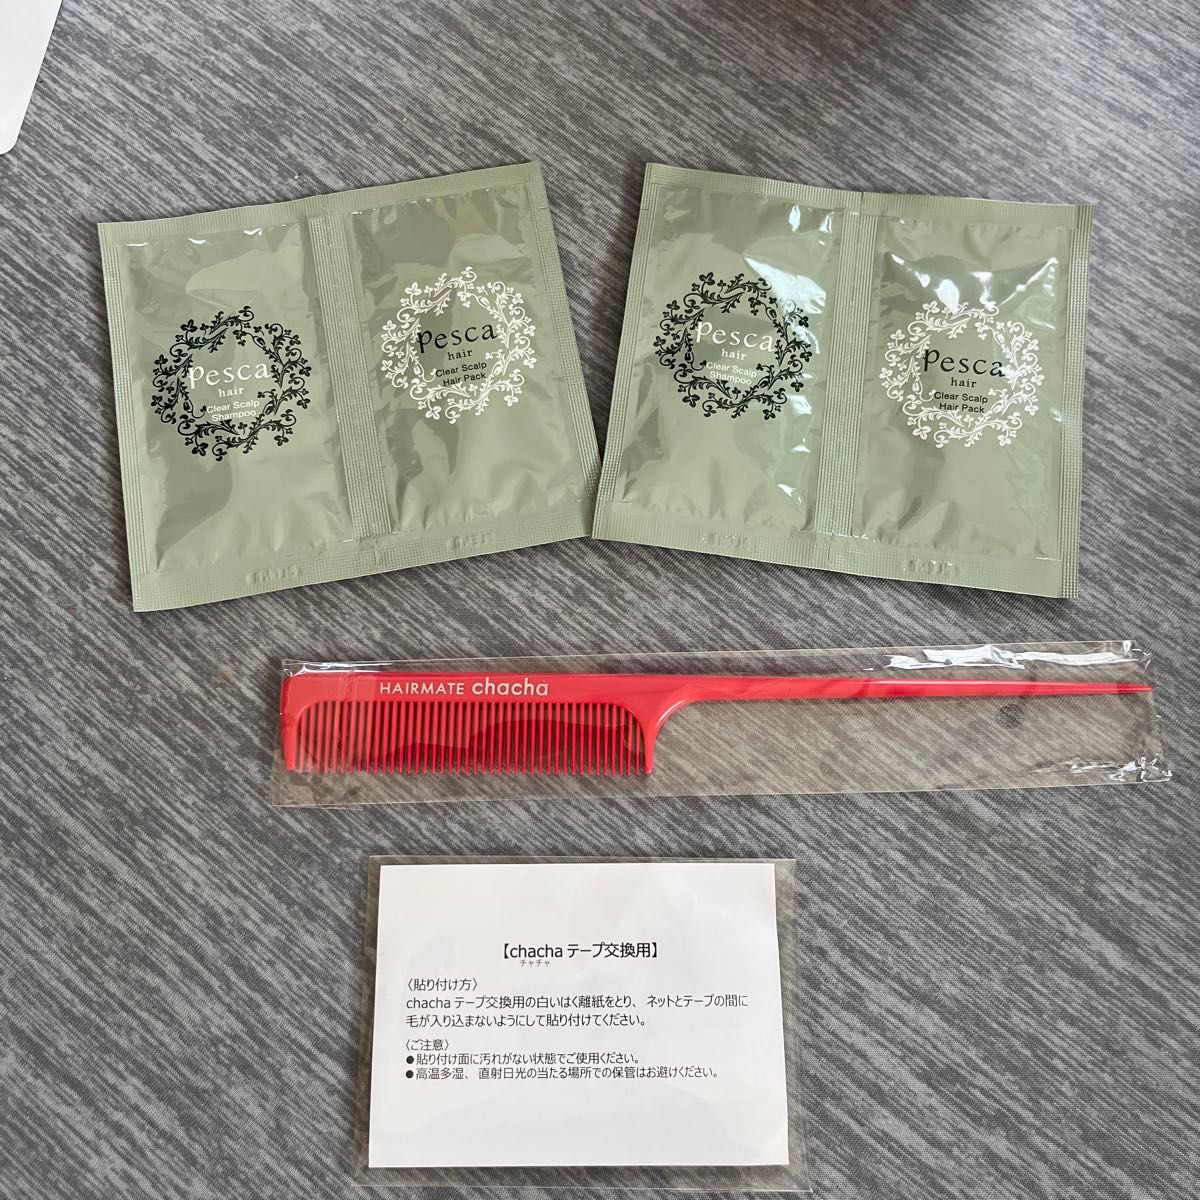 pesca
hair
Clear Scalp
Shampoo
pesca
hair
Clear Scalp
Hair Pack
pesca
hair
Clear Scalp
Shampoo
pesca
hair
Clear Scalp
Hair Pack
HAIRMATE chacha
【chacha テープ交換用】
チャチャ
〈貼り付け方〉
chacha テープ交換用の白いはく離紙をとり、ネットとテープの間に
毛が入り込まないようにして貼り付けてください。
〈ご注意〉
●貼り付け面に汚れがない状態でご使用ください。
●高温多湿、直射日光の当たる場所での保管はお避けください。